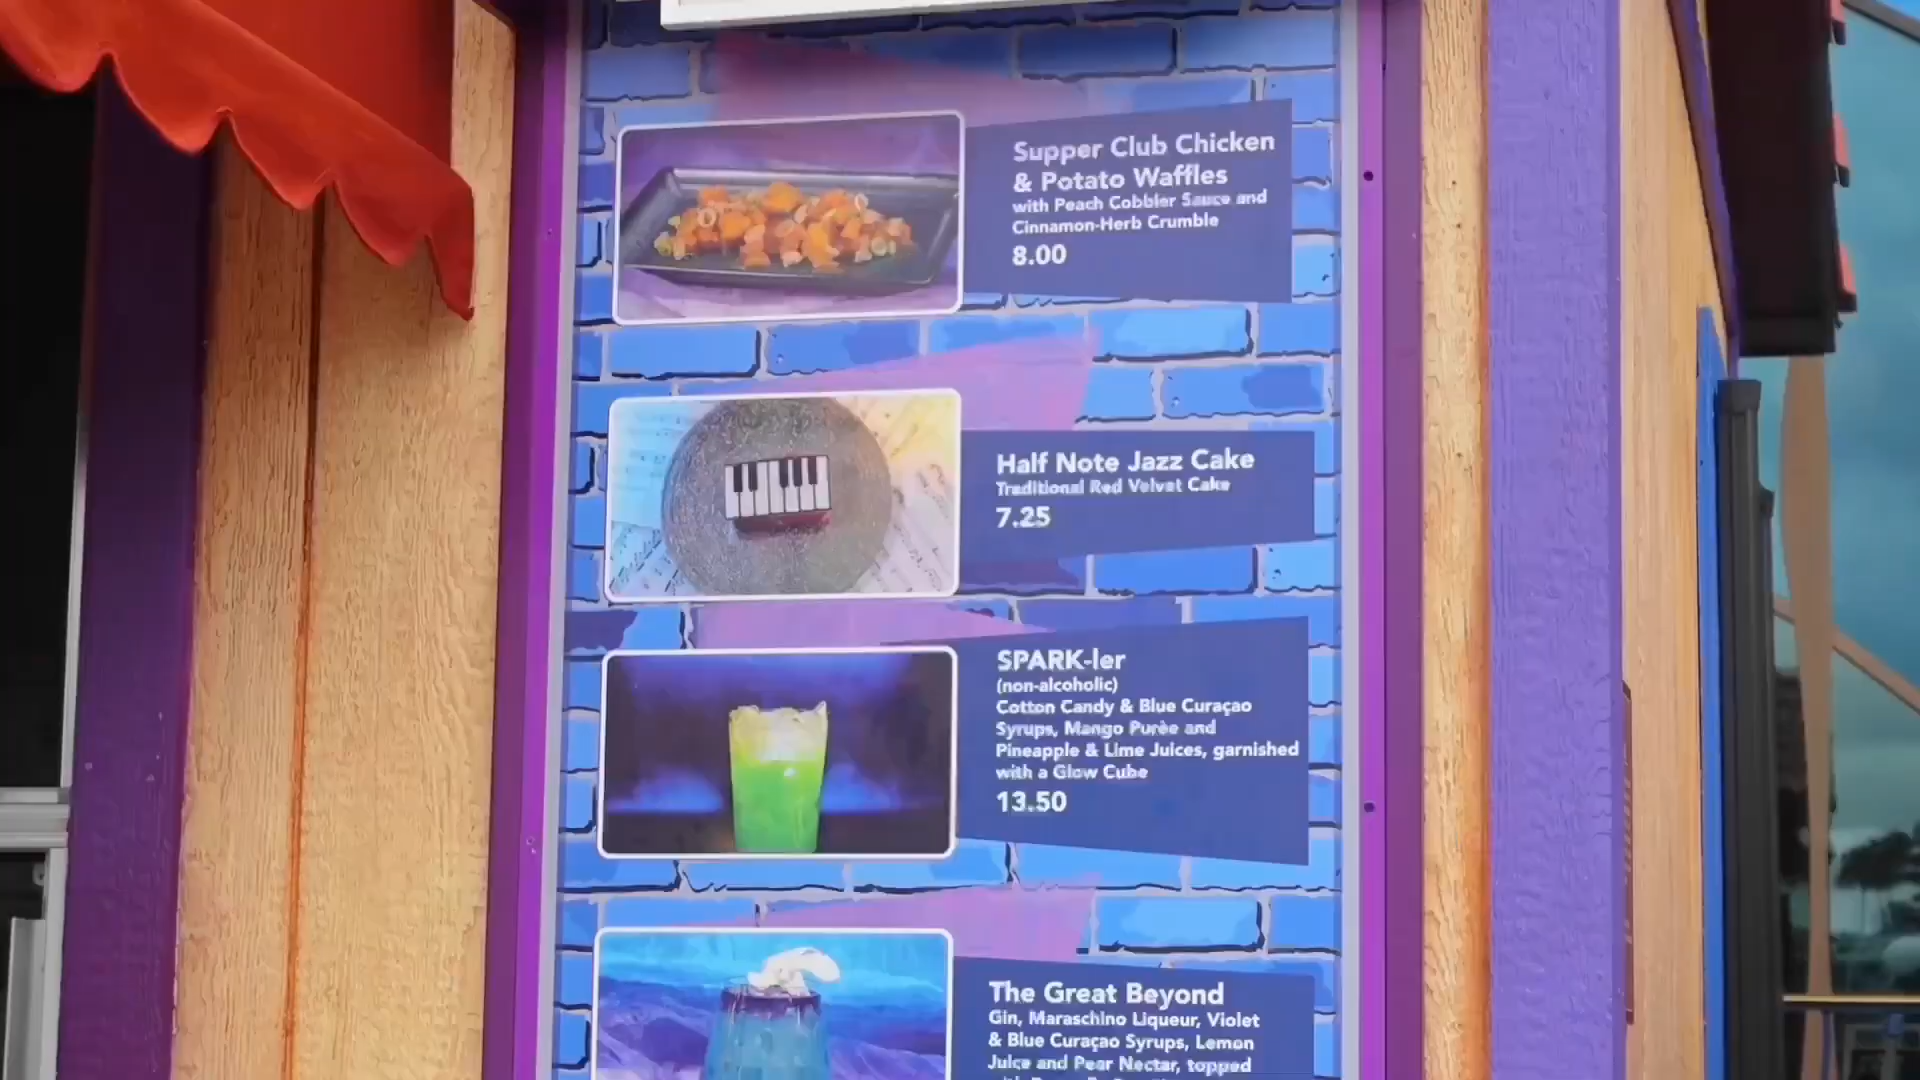 Supper Club Chicken
& Potato Waffles
with Peach Cobbler Sauce and
Cinnamon-Herb Crumble
8.00
Half Note Jazz Cake
Traditional Red Velvet Cake
7.25
SPARK-ler
(non-alcoholic)
Cotton Candy & Blue Curaçao
Syrups, Mango Purèe and
Pineapple & Lime Juices, garnished
with a Glow Cube
13.50
The Great Beyond
Gin, Maraschino Liqueur, Violet
& Blue Curaçao Syrups, Lemon
Juice and Pear Nectar, topped